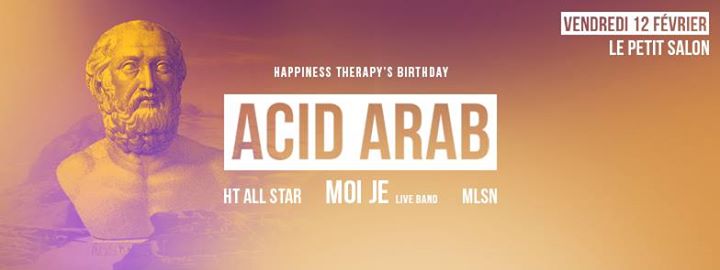 VENDREDI 12 FÉVRIER
LE PETIT SALON
HAPPINESS THERAPY'S BIRTHDAY
ACID ARAB
HT ALL STAR MOI JE LIVE BAND MLSN